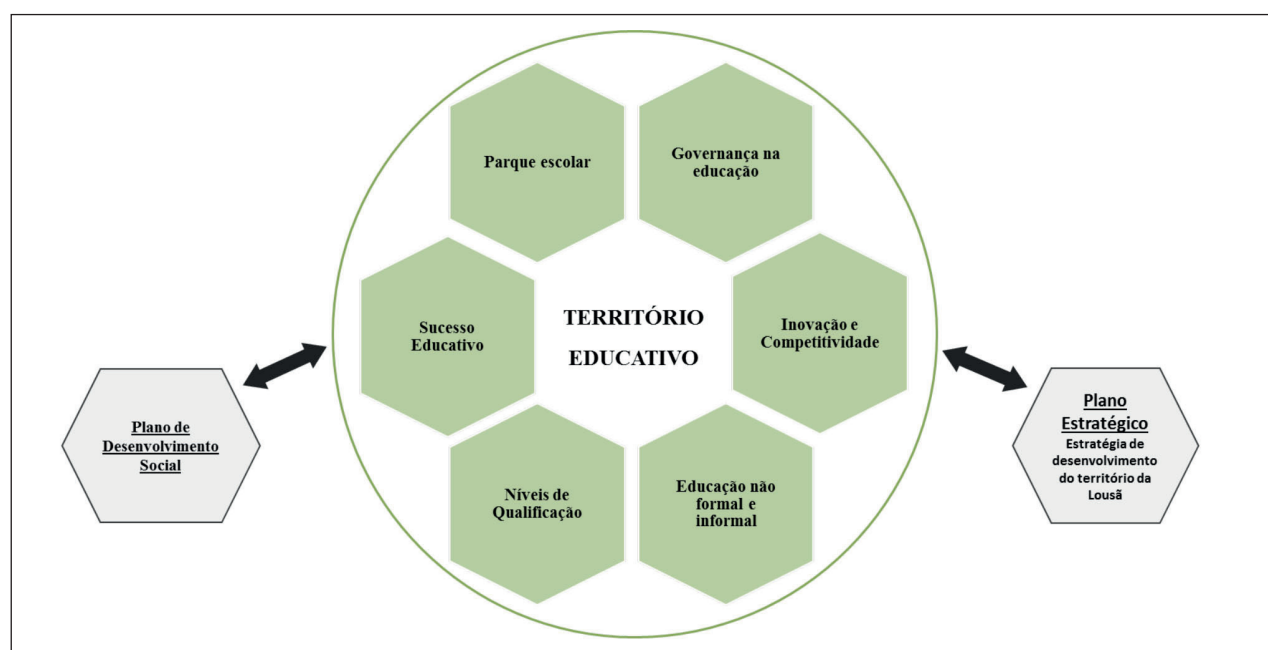 Parque escolar
Governança na
educação
Sucesso
Educativo
TERRITÓRIO
EDUCATIVO
Inovação e
Competitividade
Níveis de
Qualificação
Educação não
formal e
informal
Plano de
Desenvolvimento
Social
Plano
Estratégico
Estratégia de
desenvolvimento
do território da
Lousã